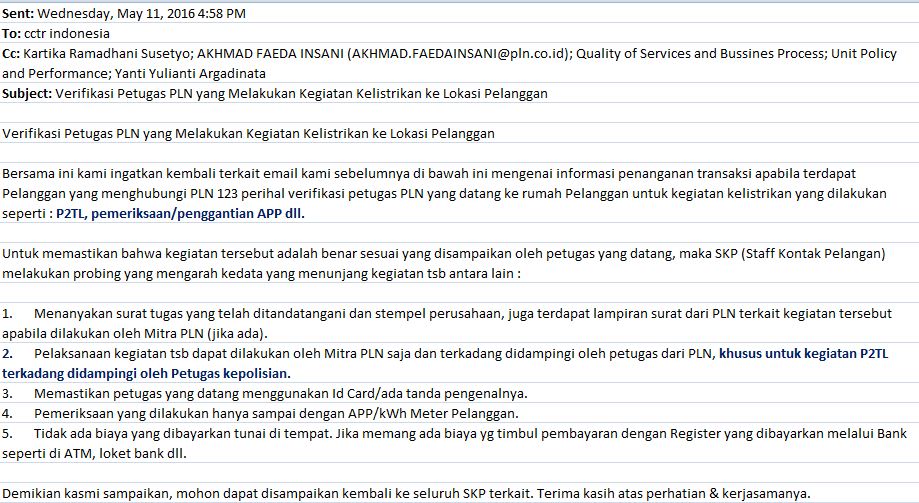 Sent: Wednesday, May 11, 2016 4:58 PM
To: cctr indonesia
Cc: Kartika Ramadhani Susetyo; AKHMAD FAEDA INSANI (AKHMAD.FAEDAINSANI@pln.co.id); Quality of Services and Bussines Process; Unit Policy
and Performance; Yanti Yulianti Argadinata
Subject: Verifikasi Petugas PLN yang Melakukan Kegiatan Kelistrikan ke Lokasi Pelanggan
Verifikasi Petugas PLN yang Melakukan Kegiatan Kelistrikan ke Lokasi Pelanggan
Bersama ini kami ingatkan kembali terkait email kami sebelumnya di bawah ini mengenai informasi penanganan transaksi apabila terdapat
Pelanggan yang menghubungi PLN 123 perihal verifikasi petugas PLN yang datang ke rumah Pelanggan untuk kegiatan kelistrikan yang dilakukan
seperti : P2TL, pemeriksaan/penggantian APP dll.
Untuk memastikan bahwa kegiatan tersebut adalah benar sesuai yang disampaikan oleh petugas yang datang, maka SKP (Staff Kontak Pelangan)
melakukan probing yang mengarah kedata yang menunjang kegiatan tsb antara lain :
1. Menanyakan surat tugas yang telah ditandatangani dan stempel perusahaan, juga terdapat lampiran surat dari PLN terkait kegiatan tersebut
apabila dilakukan oleh Mitra PLN (jika ada).
2. Pelaksanaan kegiatan tsb dapat dilakukan oleh Mitra PLN saja dan terkadang didampingi oleh petugas dari PLN, khusus untuk kegiatan P2TL
terkadang didampingi oleh Petugas kepolisian.
3. Memastikan petugas yang datang menggunakan Id Card/ada tanda pengenalnya.
4. Pemeriksaan yang dilakukan hanya sampai dengan APP/kWh Meter Pelanggan.
5. Tidak ada biaya yang dibayarkan tunai di tempat. Jika memang ada biaya yg timbul pembayaran dengan Register yang dibayarkan melalui Bank
seperti di ATM, loket bank dll.
Demikian kasmi sampaikan, mohon dapat disampaikan kembali ke seluruh SKP terkait. Terima kasih atas perhatian & kerjasamanya.